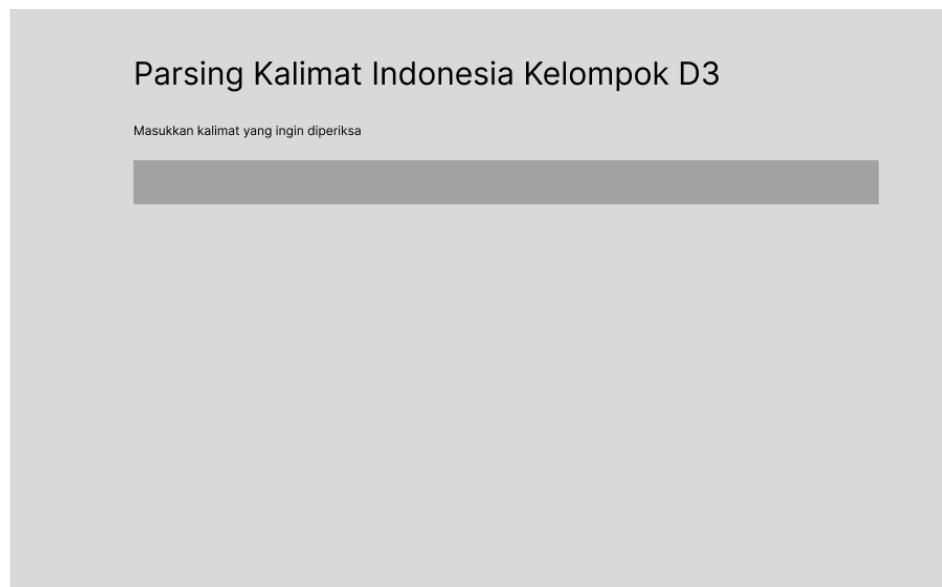 Parsing Kalimat Indonesia Kelompok D3
Masukkan kalimat yang ingin diperiksa